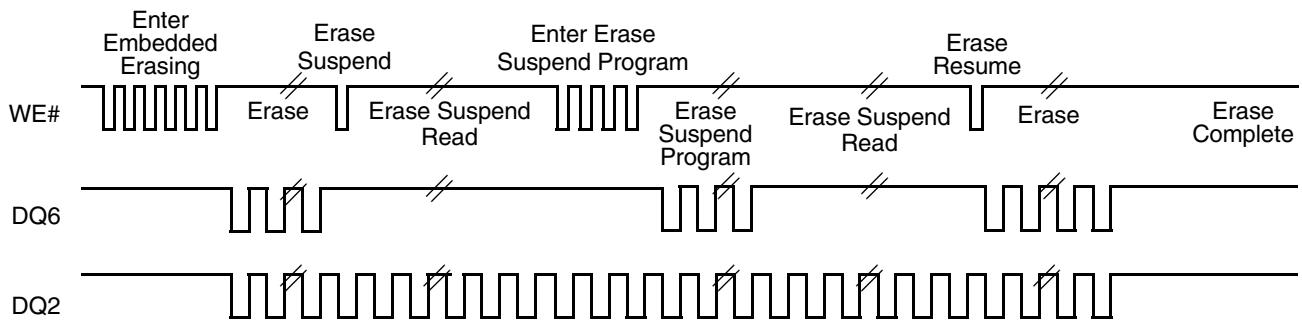 Enter
Embedded
Erasing
Erase
Suspend
Enter Erase
Suspend Program
Erase
Resume
WE#
Erase
Erase Suspend
Read
Erase
Suspend
Program
Erase Suspend
Read
Erase
Erase
Complete
DQ6
DQ2